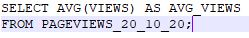 SELECT AVG(VIEWS) AS AVG_VIEWS
FROM PAGEVIEWS_20_10_20;